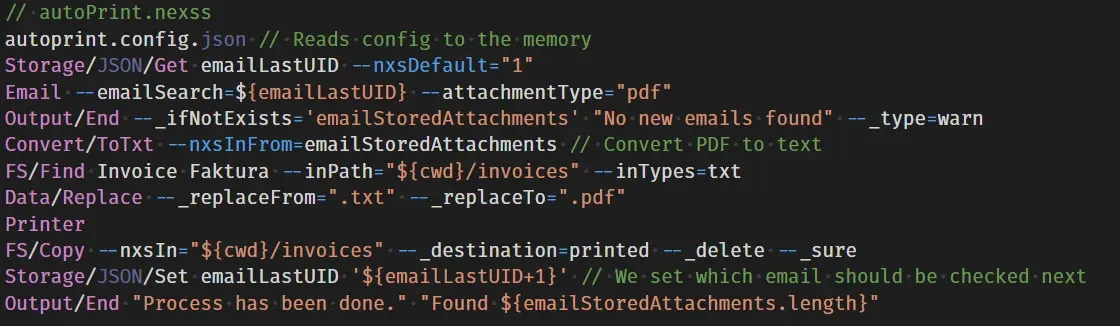 // autoPrint.nexss
autoprint.config.json // Reads config to the memory
Storage/JSON/Get emailLastUID --nxsDefault="1"
Email --emailSearch=${emailLastUID} --attachmentType="pdf"
Output/End --_ifNotExists='emailStoredAttachments' "No new emails found" --_type=warn
Convert/ToTxt --nxsInFrom=emailStoredAttachments // Convert PDF to text
FS/Find Invoice Faktura --inPath="${cwd}/invoices" --inTypes=txt
Data/Replace --_replaceFrom=".txt" --_replaceTo=".pdf"
Printer
FS/Copy --nxsIn="${cwd}/invoices" --_destination=printed --_delete --_sure
Storage/JSON/Set emailLastUID '${emailLastUID+1}' // We set which email should be checked next
Output/End "Process has been done." "Found ${emailStoredAttachments.length}"